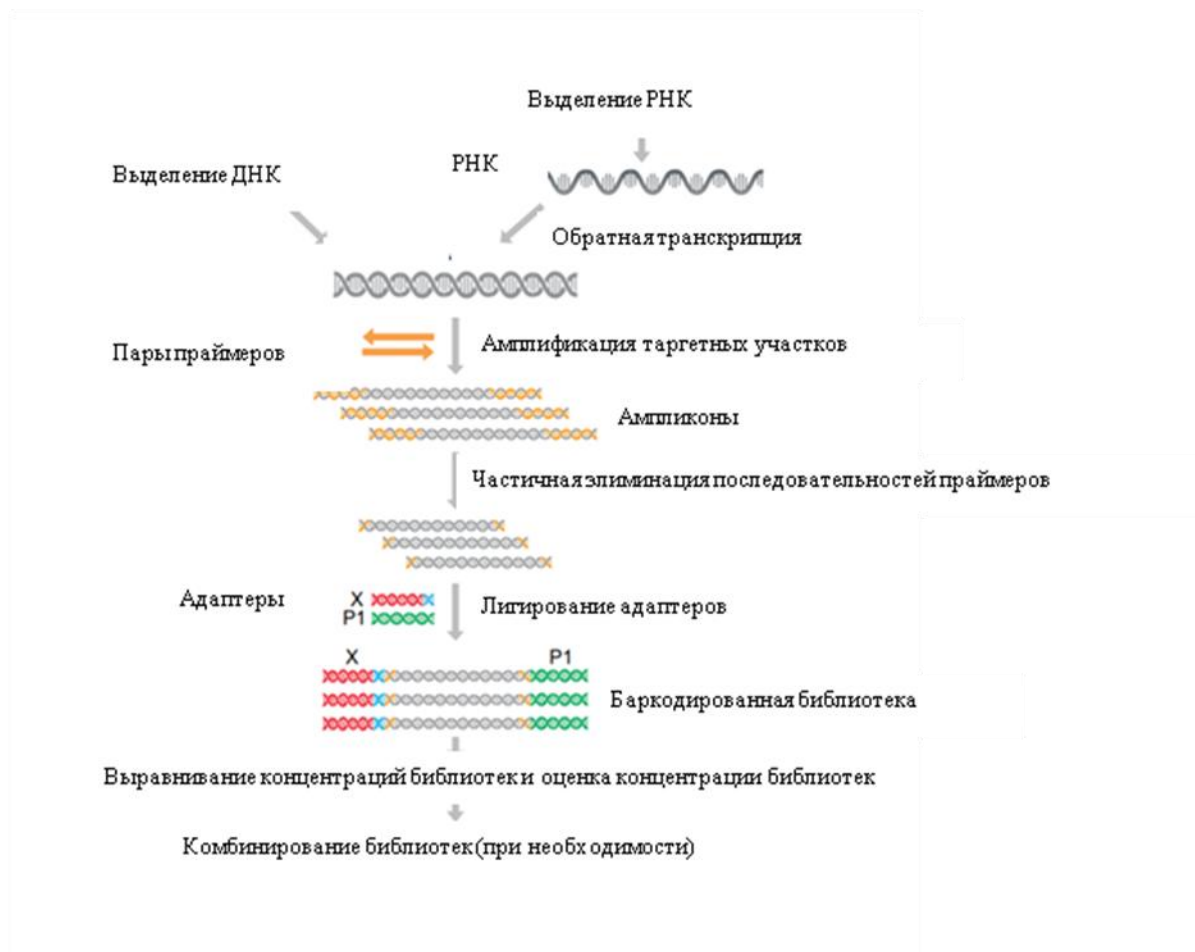 Выделение РНК
РНК
Выделение ДНК
Обратная транскрипция
Пары праймеров
Амплификация таргетных участков
Ампликоны
Частичная элиминация последовательностей праймеров
Адаптеры
X
P1
Лигирование адаптеров
X P1
Баркодированная библиотека
Выравнивание концентраций библиотек и оценка концентрации библиотек
Комбинирование библиотек (при необходимости)